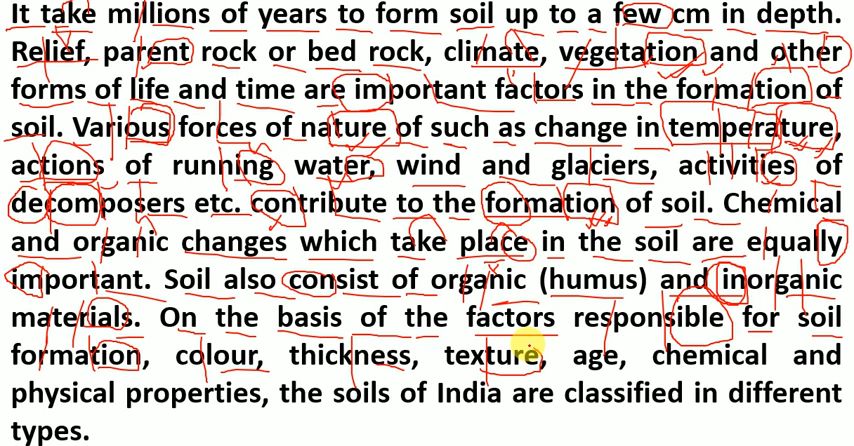 It take millions of years to form soil up to a few cm in depth.
Relief, parent rock or bed rock, climate, vegetation and other
forms of life and time are important factors in the formation of
soil. Various forces of nature of such as change in temperature,
actions of running water, wind and glaciers, activities of
decomposers etc. contribute to the formation of soil. Chemical
and organic changes which take place in the soil are equally
important. Soil also consist of organic (humus) and inorganic
materials. On the basis of the factors responsible for soil
formation, colour, thickness, texture, age, chemical and
physical properties, the soils of India are classified in different
types.